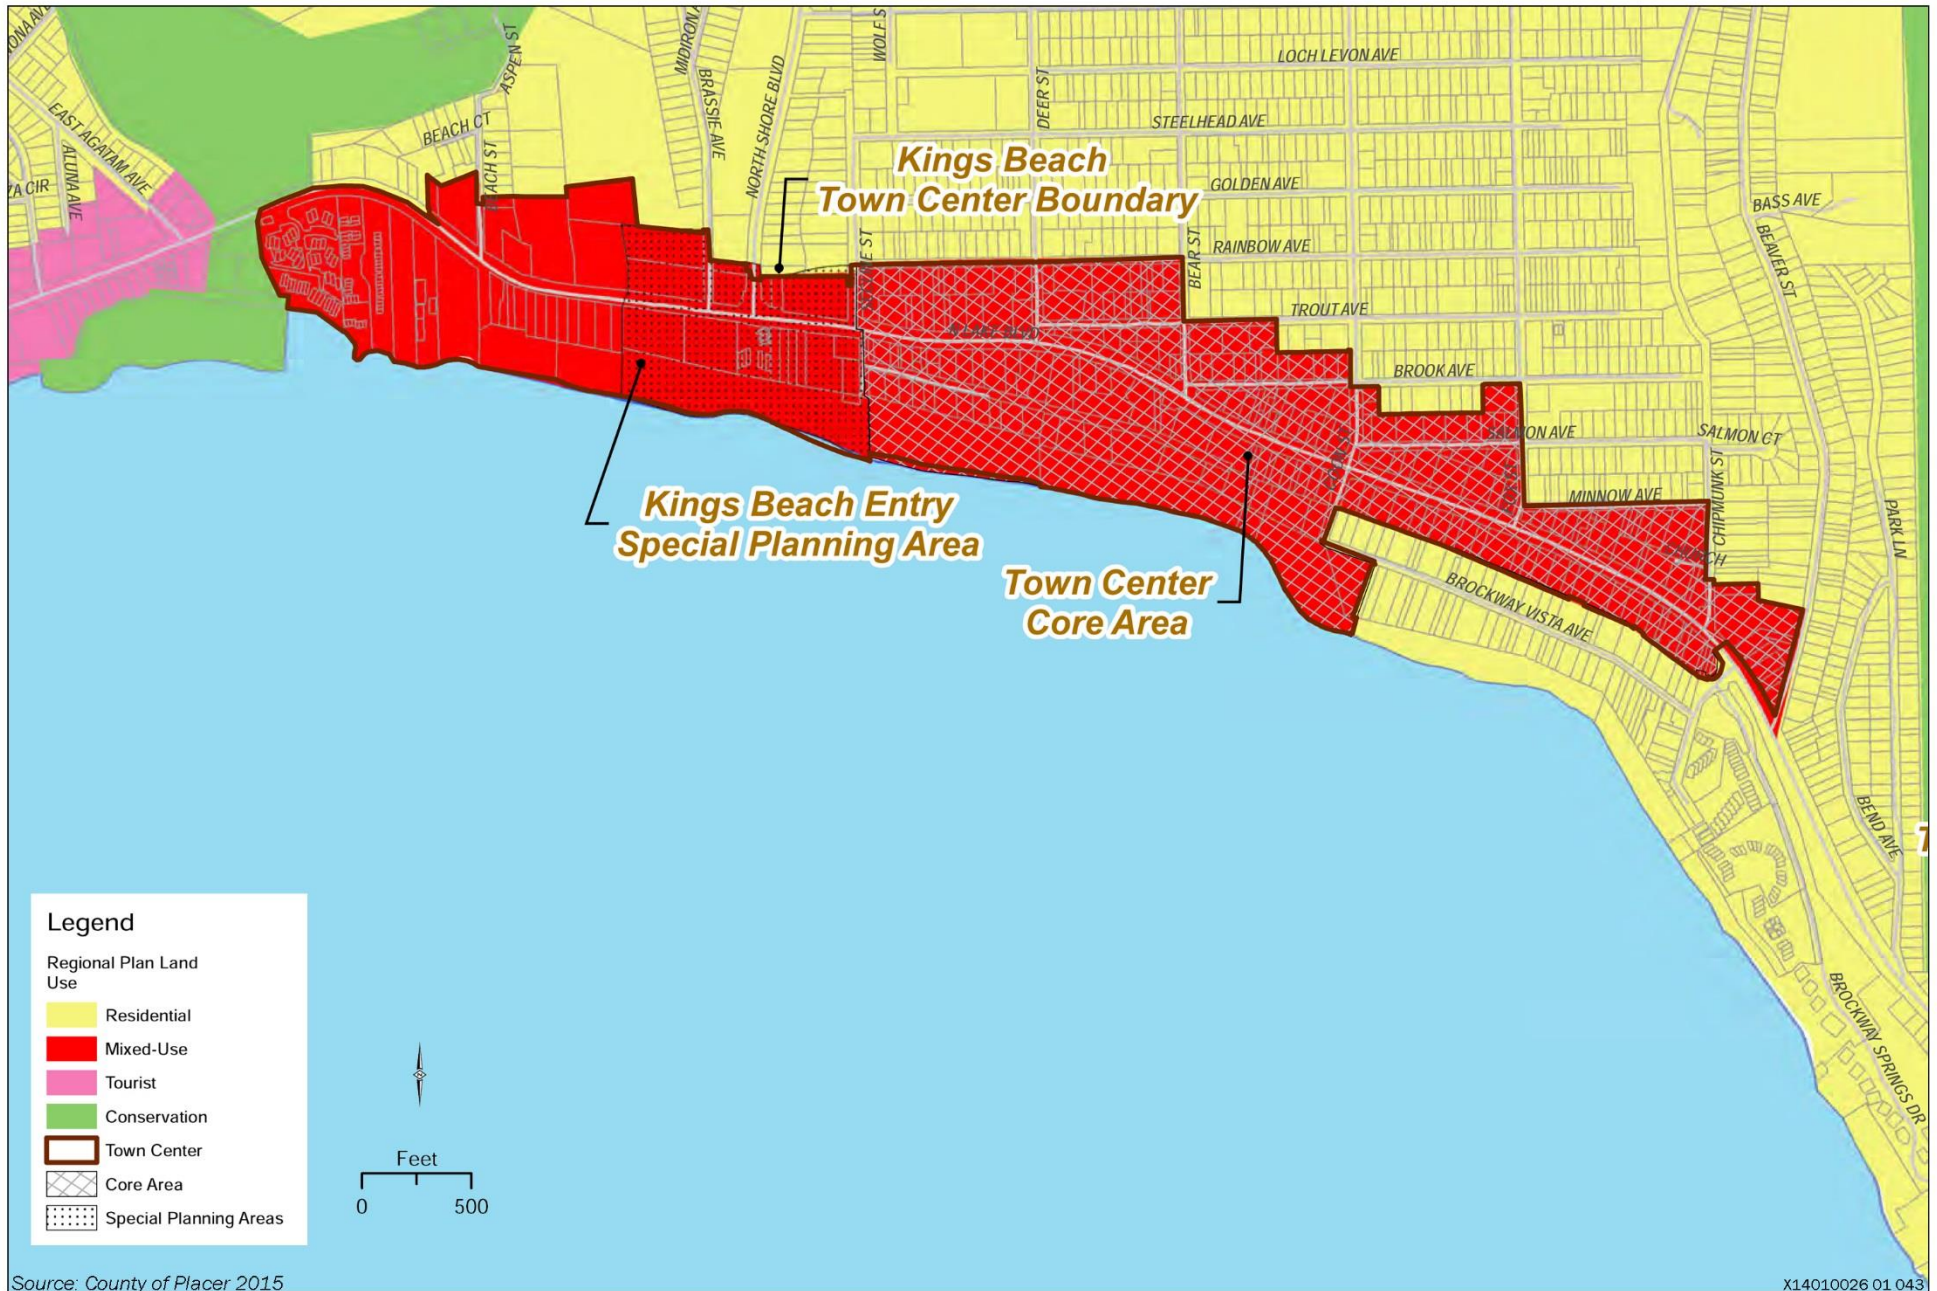 EAST AGATAM AVE
ALTUNA AVE
BEACH CT
BEACH ST
ASPEN ST
BRASSIE AVE
NORTH SHORE BLVD
DEER ST
LOCH LEVON AVE
STEELHEAD AVE
GOLDEN AVE
BEAR ST
RAINBOW AVE
TROUT AVE
BROOK AVE
SALMON AVE
SALMON CT
MINNOW AVE
CHIPMUNK ST
BASS AVE
BEAVER ST
PARK LN
BEND AVE
BROCKWAY VISTA AVE
BROCKWAY SPRINGS DR
Kings Beach
Town Center Boundary
Kings Beach Entry
Special Planning Area
Town Center
Core Area
Legend
Regional Plan Land
Use
Residential
Mixed-Use
Tourist
Conservation
Town Center
Core Area
Special Planning Areas
Feet
0 500
Source: County of Placer 2015
X14010026 01 043